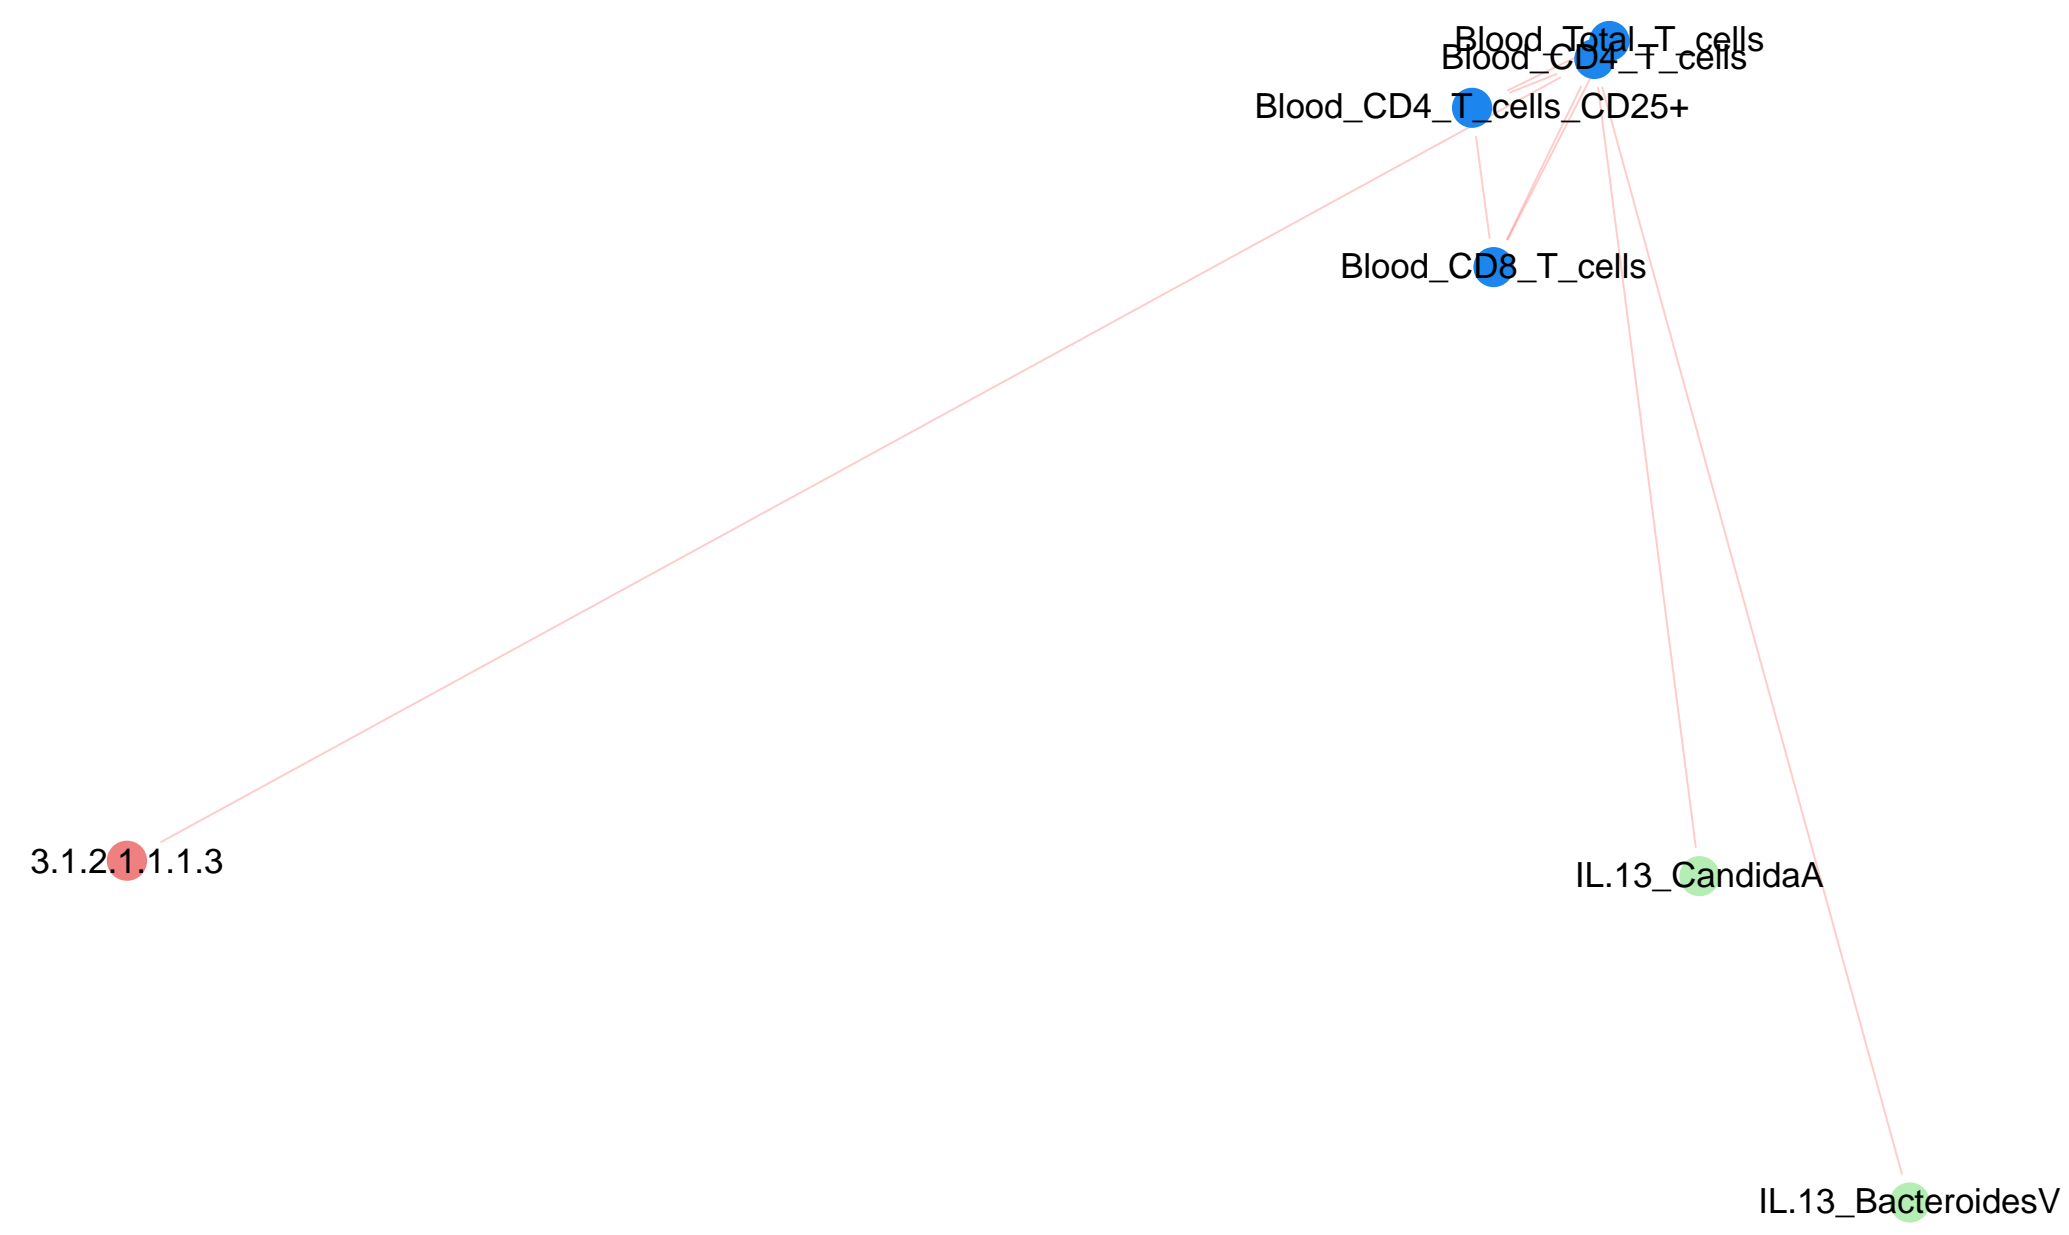 Blood_Total_T_cells
Blood_CD4_T_cells
Blood_CD4_T_cells_CD25+
Blood_CD8_T_cells
3.1.2.1.1.1.3
IL.13_CandidaA
IL.13_BacteroidesV